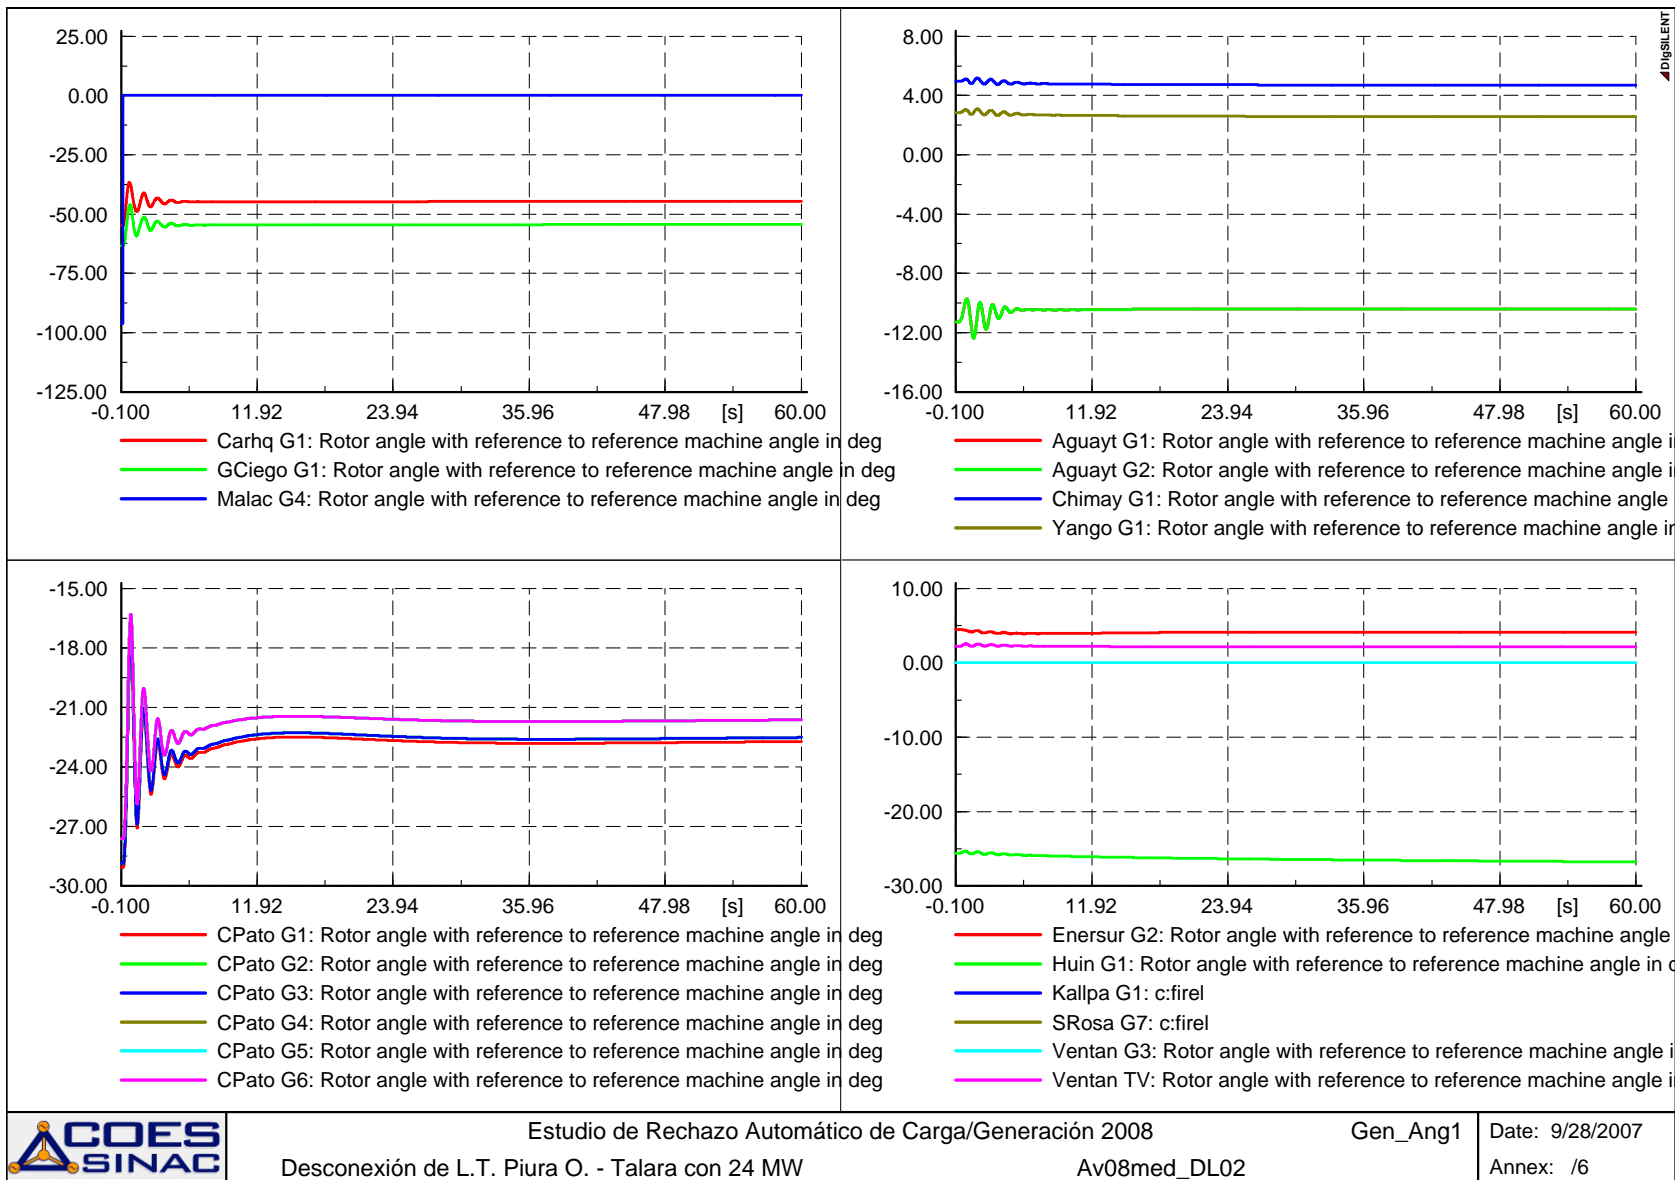 25.00
0.00
-25.00
-50.00
-75.00
-100.00
-125.00
-0.100 11.92 23.94 35.96 47.98 [s] 60.00
Carhq G1: Rotor angle with reference to reference machine angle in deg
GCiego G1: Rotor angle with reference to reference machine angle in deg
Malac G4: Rotor angle with reference to reference machine angle in deg
8.00
4.00
0.00
-4.00
-8.00
-12.00
-16.00
-0.100 11.92 23.94 35.96 47.98 [s] 60.00
Aguayt G1: Rotor angle with reference to reference machine angle i
Aguayt G2: Rotor angle with reference to reference machine angle i
Chimay G1: Rotor angle with reference to reference machine angle
Yango G1: Rotor angle with reference to reference machine angle in
DIgSILENT
-15.00
-18.00
-21.00
-24.00
-27.00
-30.00
-0.100 11.92 23.94 35.96 47.98 [s] 60.00
CPato G1: Rotor angle with reference to reference machine angle in deg
CPato G2: Rotor angle with reference to reference machine angle in deg
CPato G3: Rotor angle with reference to reference machine angle in deg
CPato G4: Rotor angle with reference to reference machine angle in deg
CPato G5: Rotor angle with reference to reference machine angle in deg
CPato G6: Rotor angle with reference to reference machine angle in deg
10.00
0.00
-10.00
-20.00
-30.00
-0.100 11.92 23.94 35.96 47.98 [s] 60.00
Enersur G2: Rotor angle with reference to reference machine angle
Huin G1: Rotor angle with reference to reference machine angle in d
Kallpa G1: c:firel
SRosa G7: c:firel
Ventan G3: Rotor angle with reference to reference machine angle i
Ventan TV: Rotor angle with reference to reference machine angle i
COES
SINAC
Estudio de Rechazo Automático de Carga/Generación 2008 Gen_Ang1
Desconexión de L.T. Piura O. - Talara con 24 MW Av08med_DL02
Date: 9/28/2007
Annex: /6